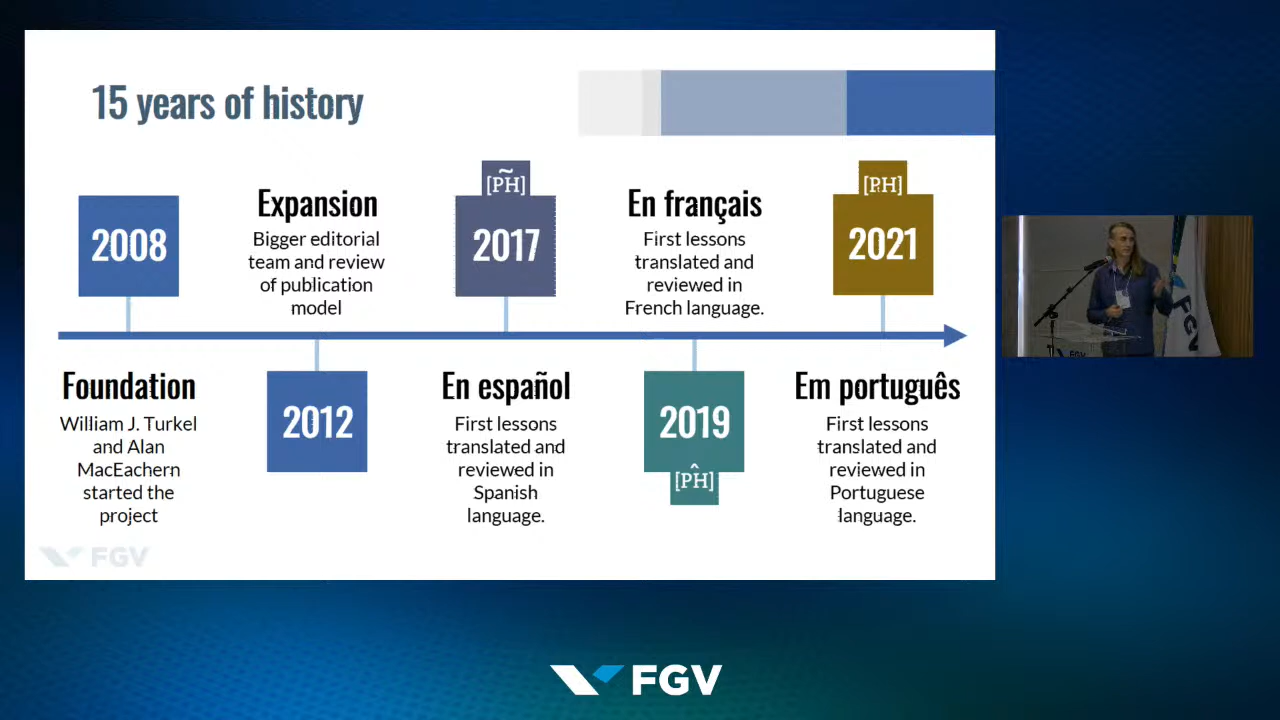 15 years of history
2008
Foundation
William J. Turkel
and Alan
MacEachern
started the
project
Expansion
Bigger editorial
team and review
of publication
model
2012
[PH̃]
2017
En español
First lessons
translated and
reviewed in
Spanish
language.
En français
First lessons
translated and
reviewed in
French language.
2019
[PĤ]
[PH]
2021
Em português
First lessons
translated and
reviewed in
Portuguese
language.
FGV
FGV
FGV
FGV